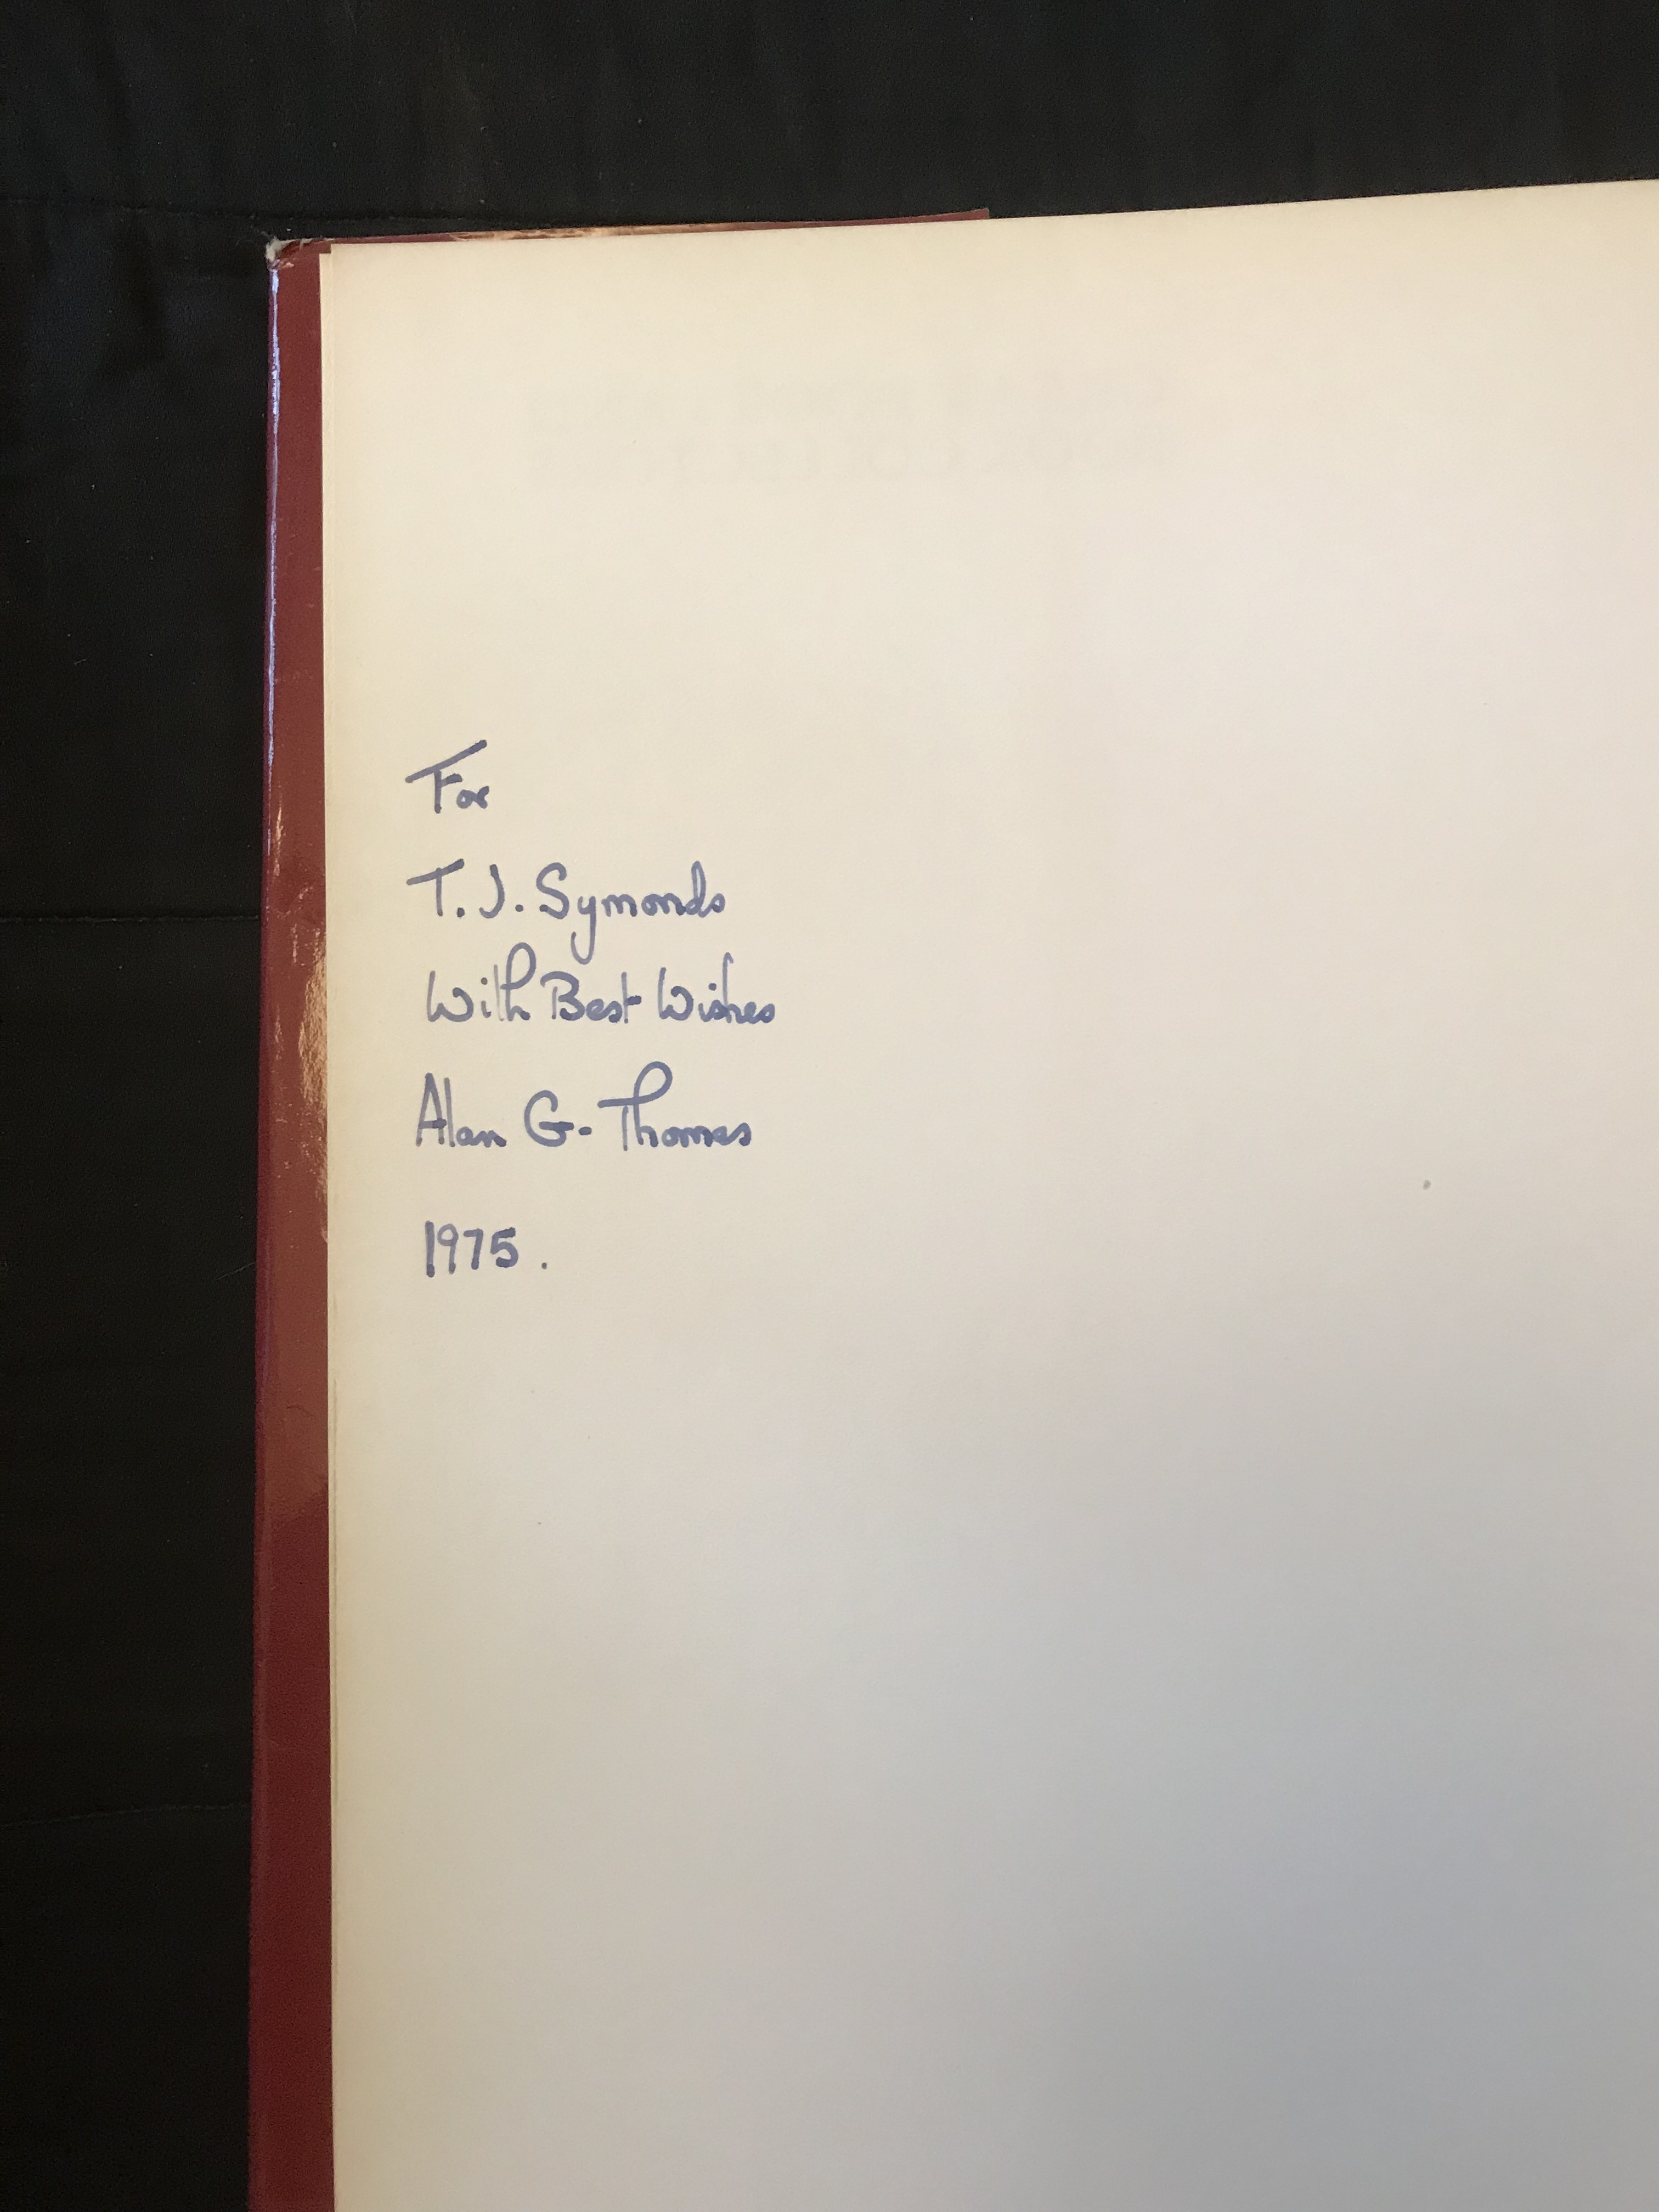 For
T. J. Symonds
With Best Wishes
Alan G. Thomas
1975.